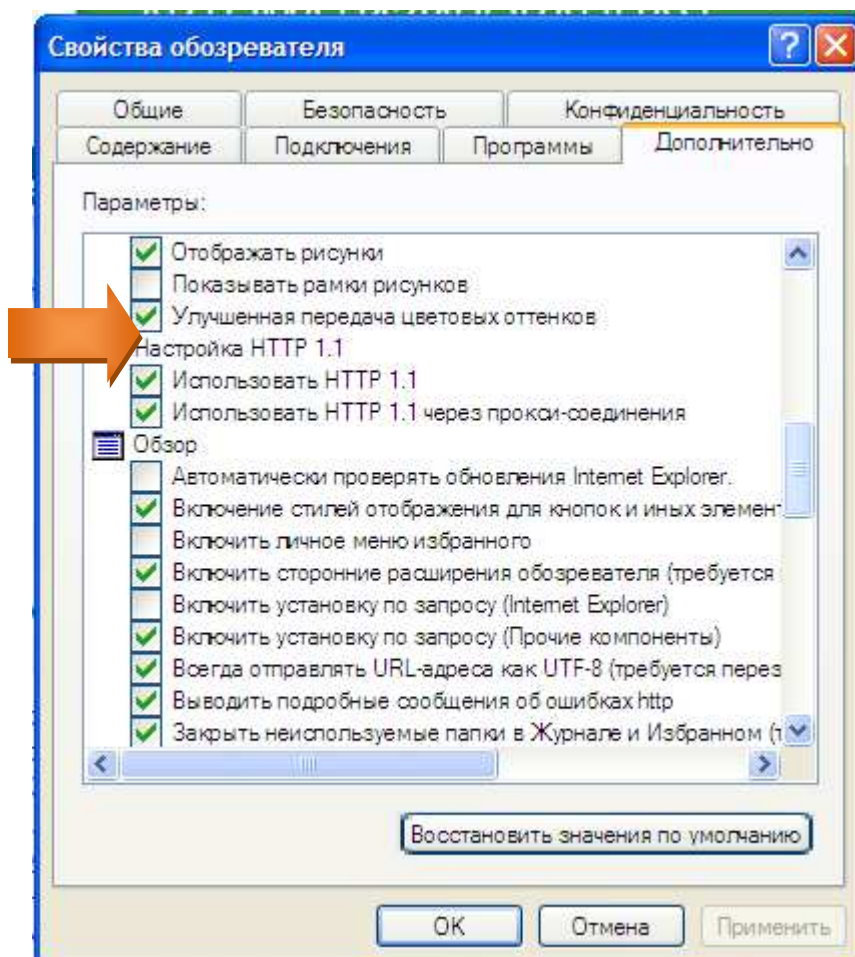 Свойства обозревателя
Общие
Безопасность
Конфиденциальность
Содержание
Подключения
Программы
Дополнительно
Параметры:
Отображать рисунки
Показывать рамки рисунков
Улучшенная передача цветовых оттенков
Настройка HTTP 1.1
Использовать HTTP 1.1
Использовать HTTP 1.1 через прокси-соединения
Обзор
Автоматически проверять обновления Internet Explorer.
Включение стилей отображения для кнопок и иных элемент
Включить личное меню избранного
Включить сторонние расширения обозревателя (требуется
Включить установку по запросу (Internet Explorer)
Включить установку по запросу (Прочие компоненты)
Всегда отправлять URL-адреса как UTF-8 (требуется перез
Выводить подробные сообщения об ошибках http
Закрыть неиспользуемые папки в Журнале и Избранном (т
Восстановить значения по умолчанию
OK
Отмена
Применить